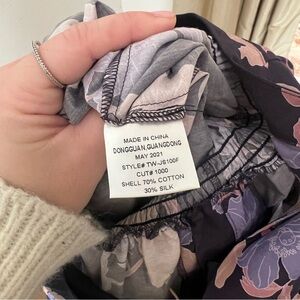 MADE IN CHINA
DONGGUAN, GUANGDONG
MAY 2021
STYLE# TW-JS100F
CUT# 1000
SHELL 70% COTTON
30% SILK